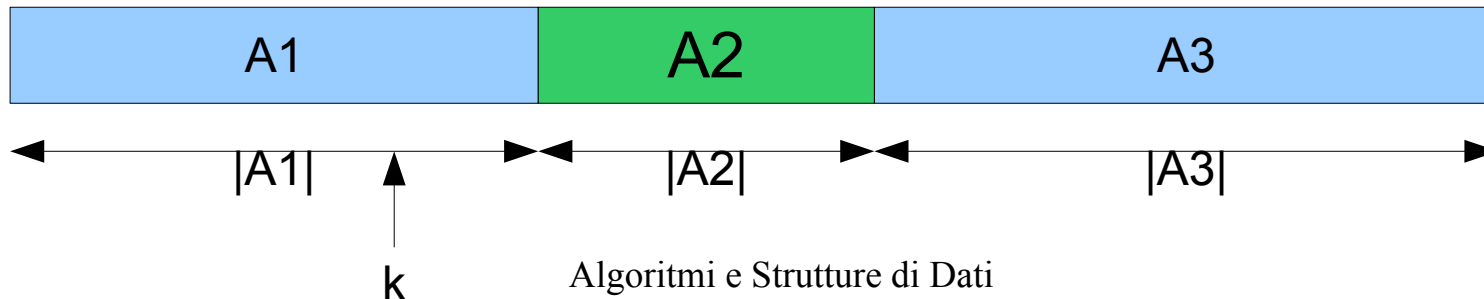 A1 A2 A3
|A1| |A2| |A3|
k
Algoritmi e Strutture di Dati